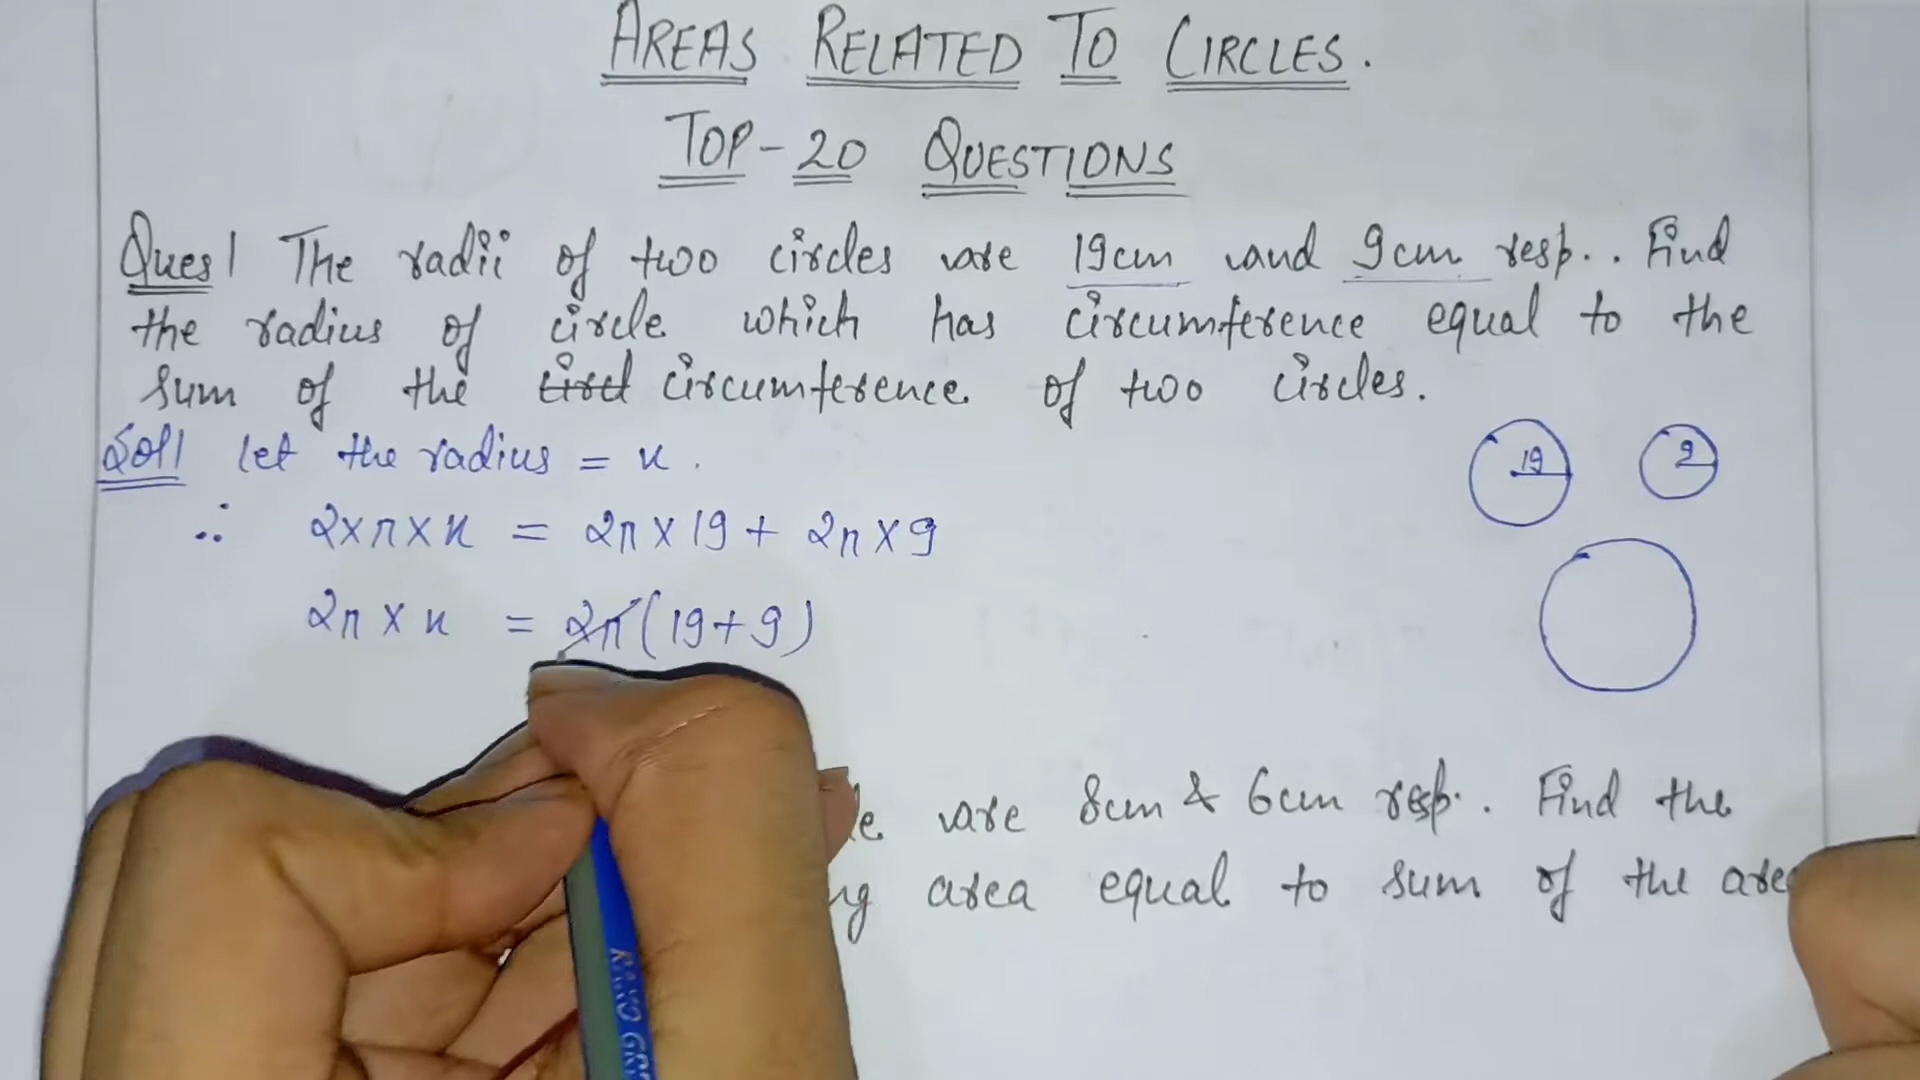 AREAS RELATED TO CIRCLES.
TOP-20 QUESTIONS
Ques1 The radii of two circles are 19cm and 9cm resp.. Find
the radius of circle which has circumference equal to the
sum of the circumference of two circles.
Sol1 let the radius = x.
19 9
∴ 2×π×x = 2π×19 + 2π×9
2π×x = 2π(19+9)
are 8cm & 6cm resp.. Find the
area equal to sum of the